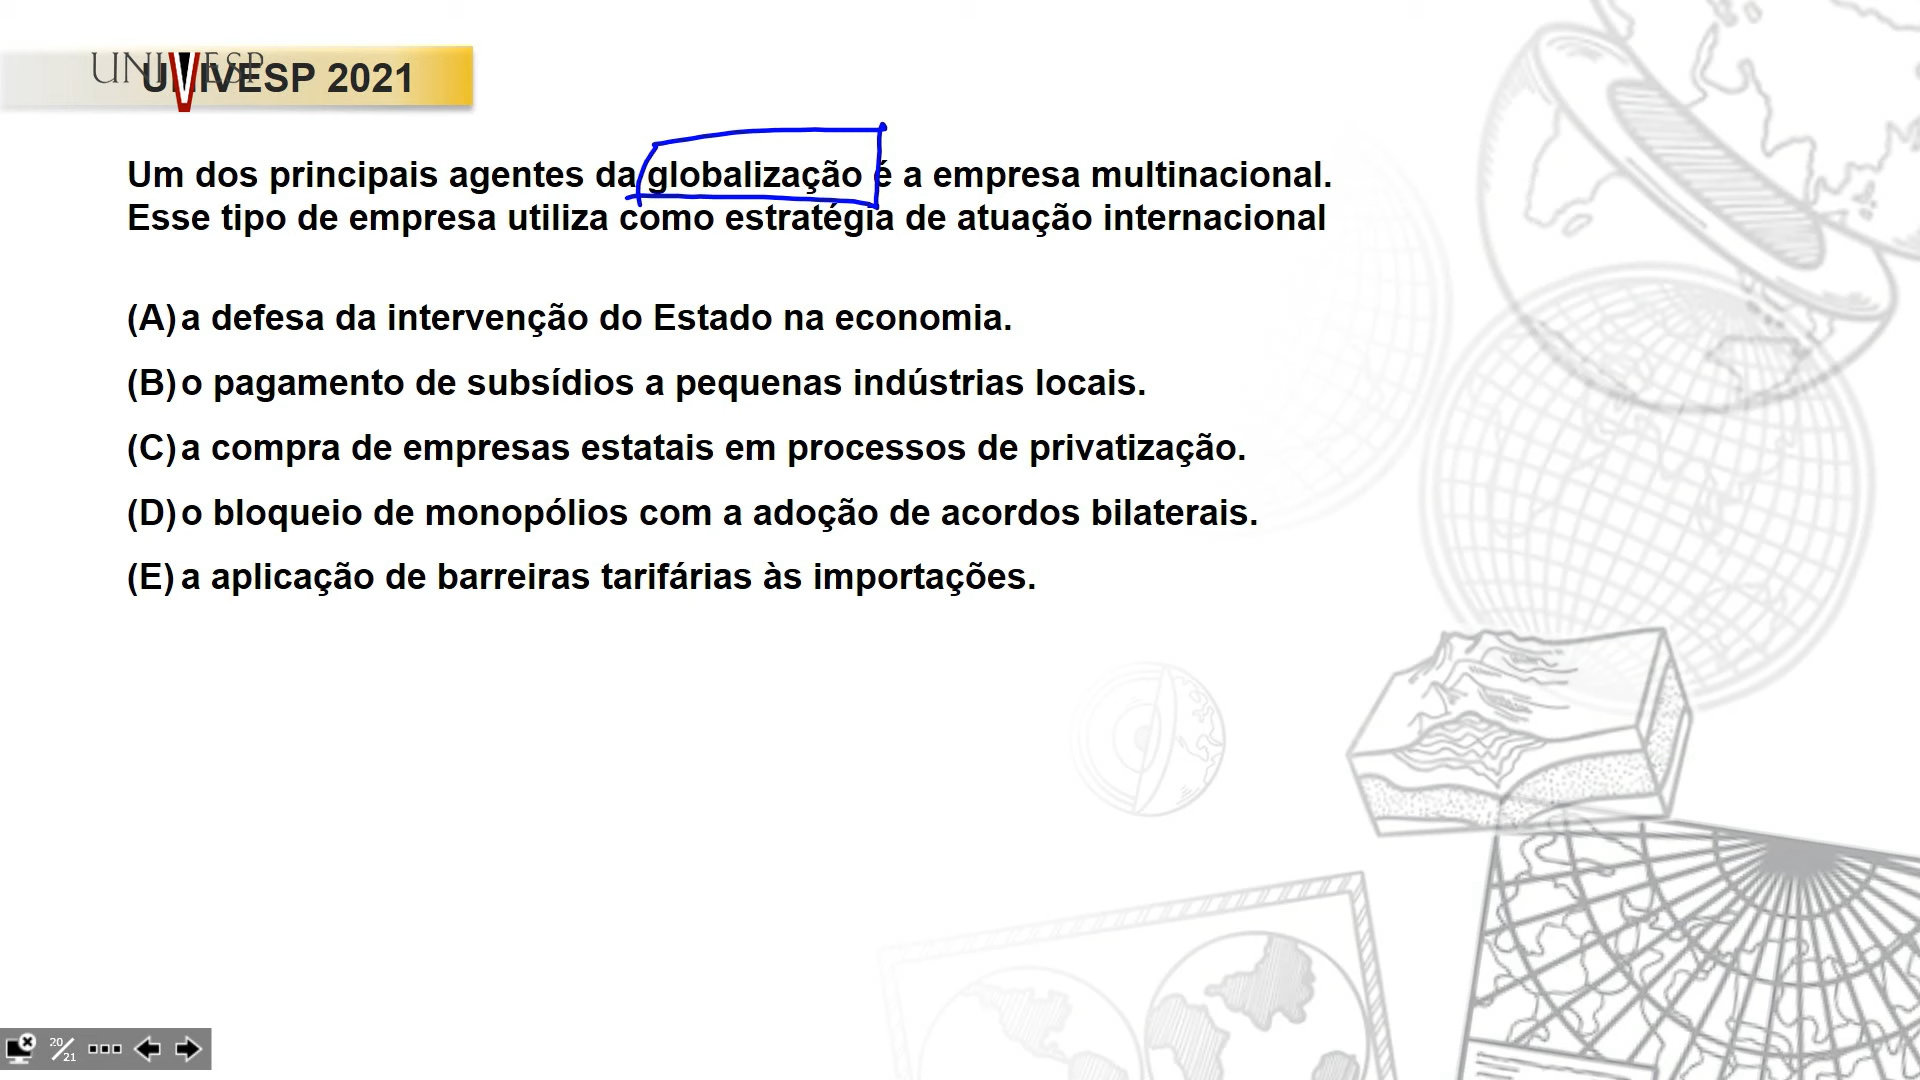 UNIVESP
UNIVESP 2021
Um dos principais agentes da globalização é a empresa multinacional.
Esse tipo de empresa utiliza como estratégia de atuação internacional
(A) a defesa da intervenção do Estado na economia.
(B) o pagamento de subsídios a pequenas indústrias locais.
(C) a compra de empresas estatais em processos de privatização.
(D) o bloqueio de monopólios com a adoção de acordos bilaterais.
(E) a aplicação de barreiras tarifárias às importações.
20/21